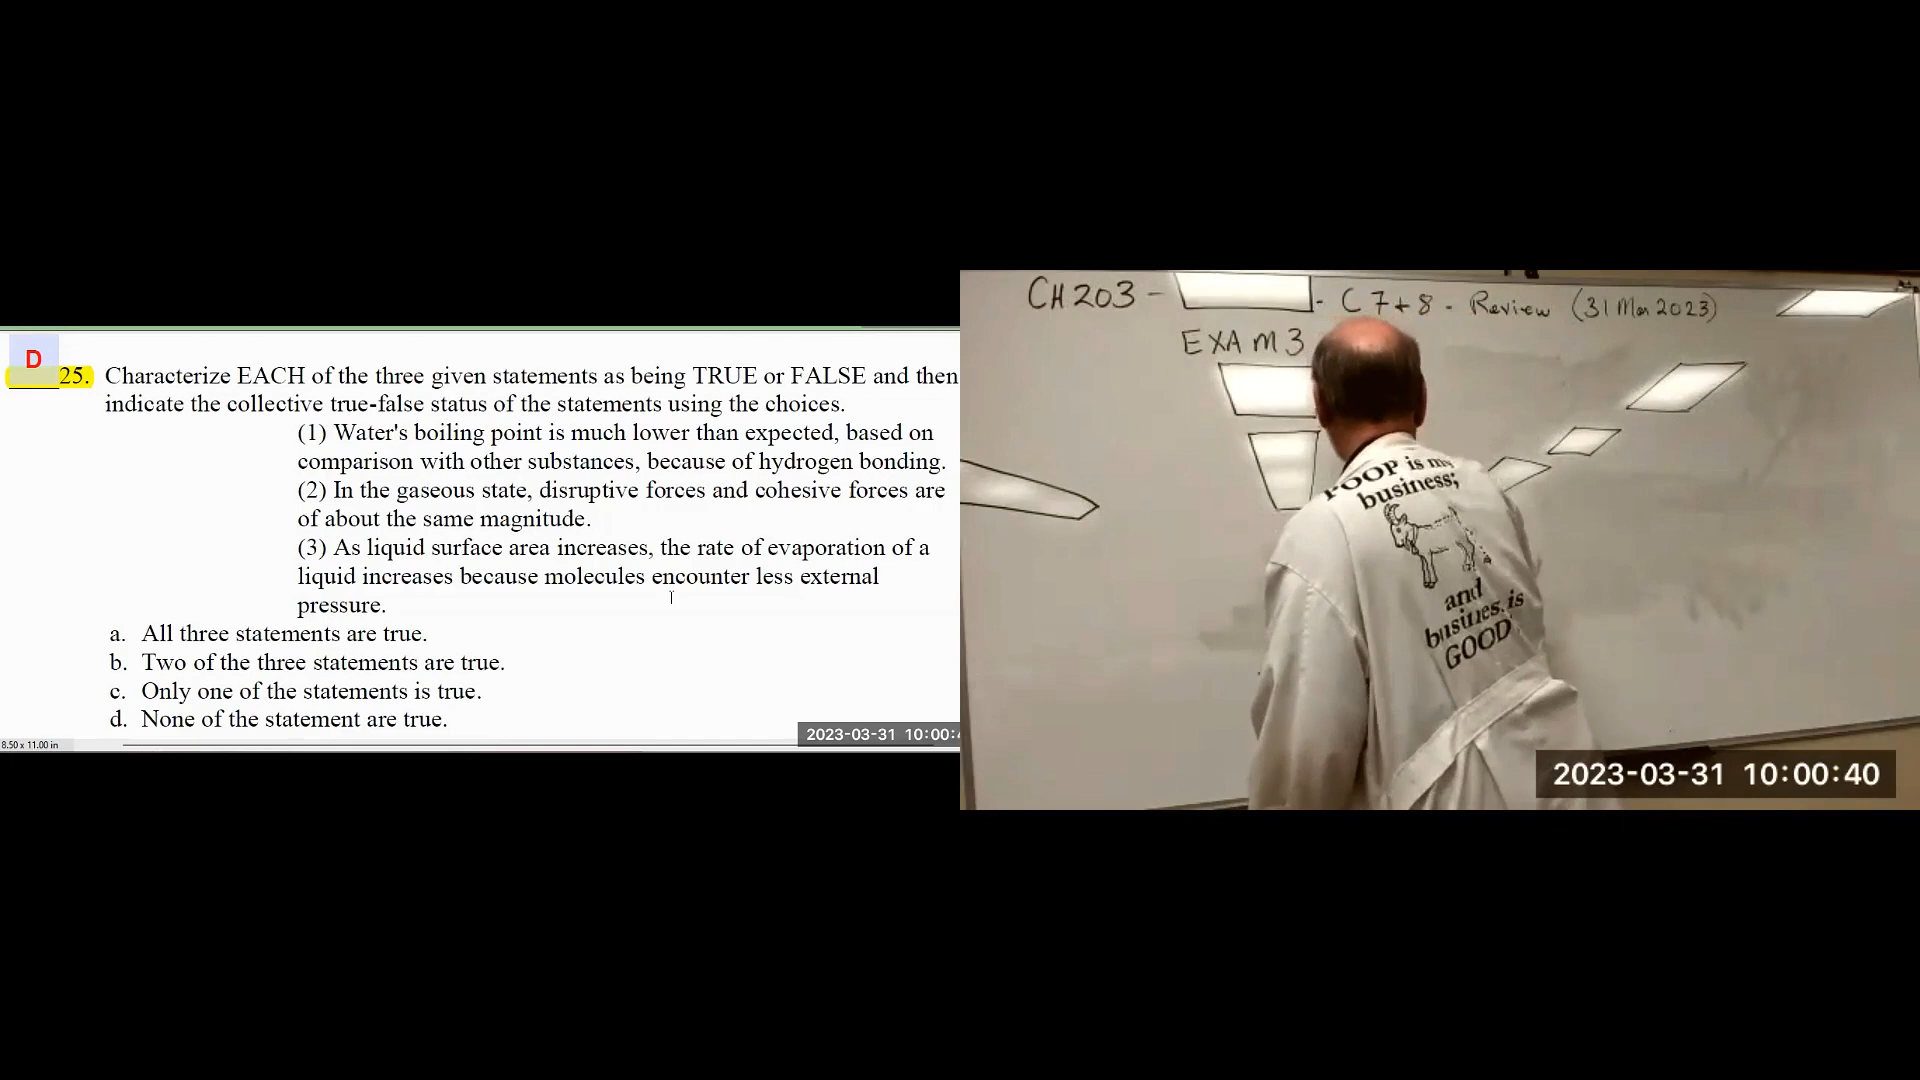 D
25. Characterize EACH of the three given statements as being TRUE or FALSE and then
indicate the collective true-false status of the statements using the choices.
(1) Water's boiling point is much lower than expected, based on
comparison with other substances, because of hydrogen bonding.
(2) In the gaseous state, disruptive forces and cohesive forces are
of about the same magnitude.
(3) As liquid surface area increases, the rate of evaporation of a
liquid increases because molecules encounter less external
pressure.
a. All three statements are true.
b. Two of the three statements are true.
c. Only one of the statements is true.
d. None of the statement are true.
8.50 x 11.00 in
2023-03-31 10:00:4
CH203 - - C 7+8 - Review (31 Mar 2023)
EXAM 3
POOP is my
business;
and
business is
GOOD
2023-03-31 10:00:40